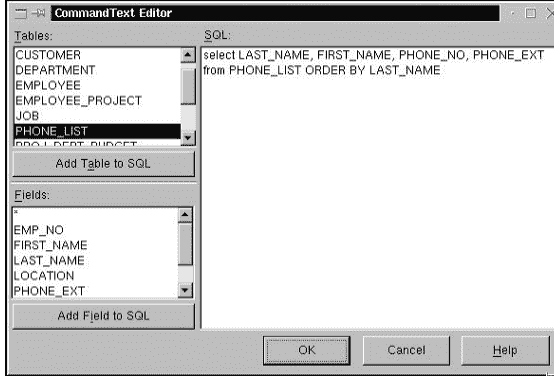 CommandText Editor
Tables:
CUSTOMER
DEPARTMENT
EMPLOYEE
EMPLOYEE_PROJECT
JOB
PHONE_LIST
PROJ_DEPT_BUDGET
Add Table to SQL
Fields:
*
EMP_NO
FIRST_NAME
LAST_NAME
LOCATION
PHONE_EXT
Add Field to SQL
SQL:
select LAST_NAME, FIRST_NAME, PHONE_NO, PHONE_EXT
from PHONE_LIST ORDER BY LAST_NAME
OK
Cancel
Help